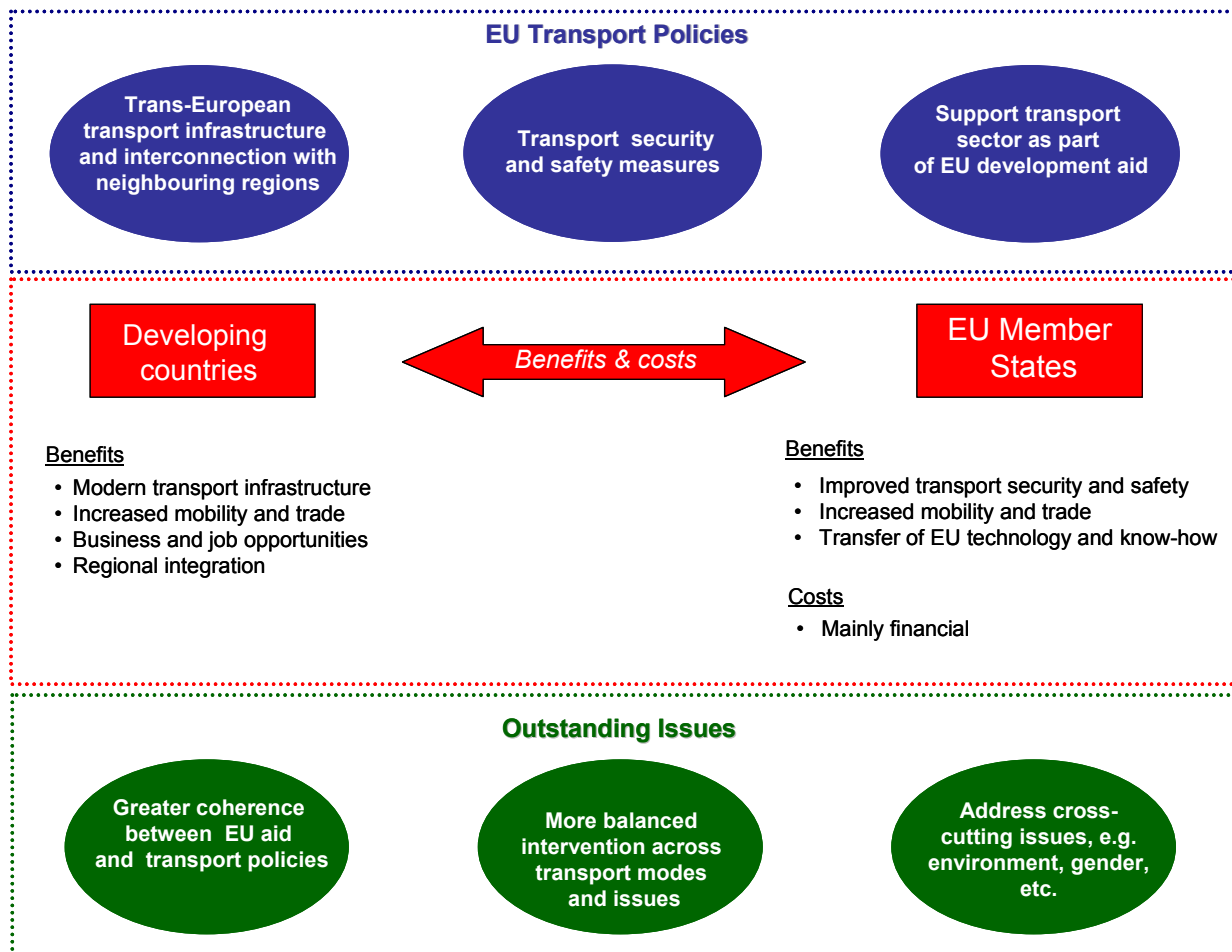 EU Transport Policies
Trans-European
transport infrastructure
and interconnection with
neighbouring regions
Transport security
and safety measures
Support transport
sector as part
of EU development aid
Developing
countries
Benefits & costs
EU Member
States
Benefits
• Modern transport infrastructure
• Increased mobility and trade
• Business and job opportunities
• Regional integration
Benefits
• Improved transport security and safety
• Increased mobility and trade
• Transfer of EU technology and know-how
Costs
• Mainly financial
Outstanding Issues
Greater coherence
between EU aid
and transport policies
More balanced
intervention across
transport modes
and issues
Address cross-
cutting issues, e.g.
environment, gender,
etc.